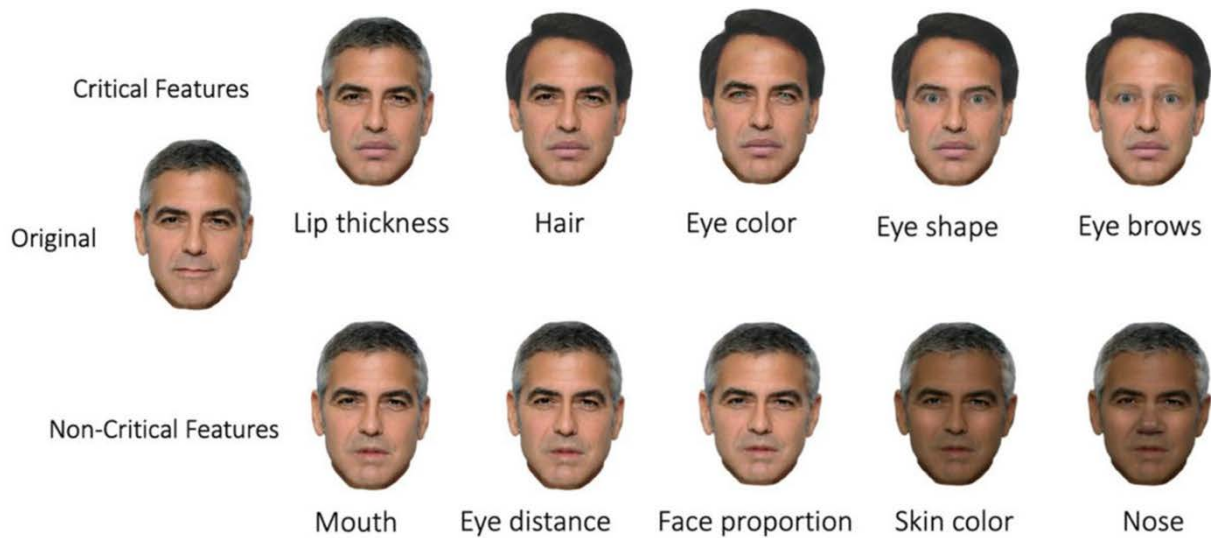 Critical Features
Lip thickness Hair Eye color Eye shape Eye brows
Original
Non-Critical Features
Mouth Eye distance Face proportion Skin color Nose